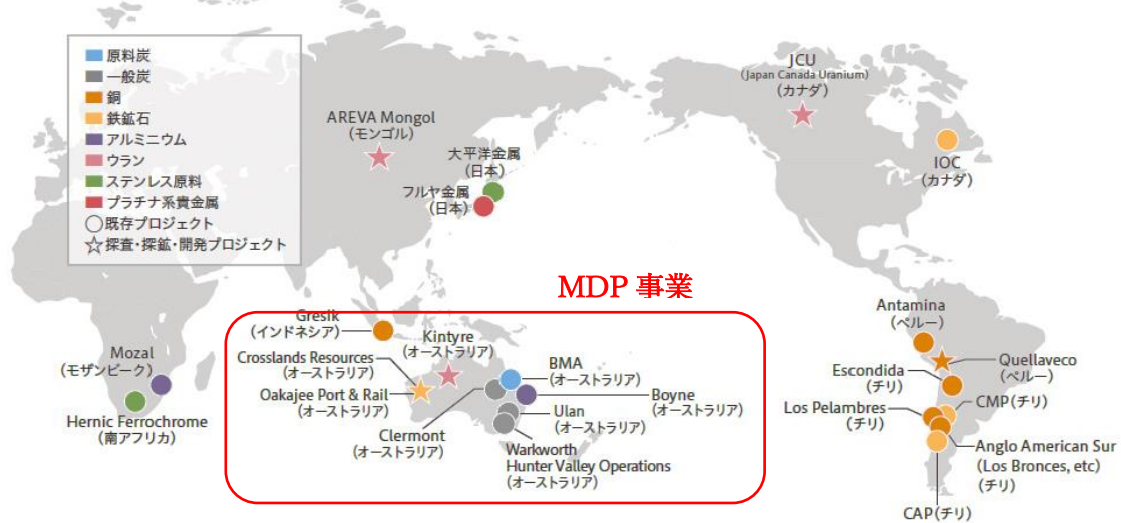 原料炭
一般炭
銅
鉄鉱石
アルミニウム
ウラン
ステンレス原料
プラチナ系貴金属
既存プロジェクト
探査・探鉱・開発プロジェクト
AREVA Mongol
(モンゴル)
大平洋金属
(日本)
フルヤ金属
(日本)
JCU
(Japan Canada Uranium)
(カナダ)
IOC
(カナダ)
MDP 事業
Gresik
(インドネシア)
Kintyre
(オーストラリア)
Crosslands Resources
(オーストラリア)
Oakajee Port & Rail
(オーストラリア)
BMA
(オーストラリア)
Boyne
(オーストラリア)
Ulan
(オーストラリア)
Clermont
(オーストラリア)
Warkworth
Hunter Valley Operations
(オーストラリア)
Mozal
(モザンビーク)
Hernic Ferrochrome
(南アフリカ)
Antamina
(ペルー)
Quellaveco
(ペルー)
Escondida
(チリ)
Los Pelambres
(チリ)
CMP(チリ)
Anglo American Sur
(Los Bronces, etc)
(チリ)
CAP(チリ)